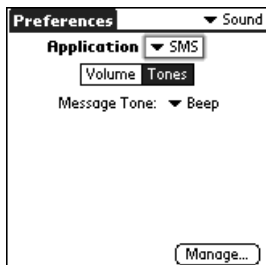 Preferences Sound
Application SMS
Volume Tones
Message Tone: Beep
Manage...